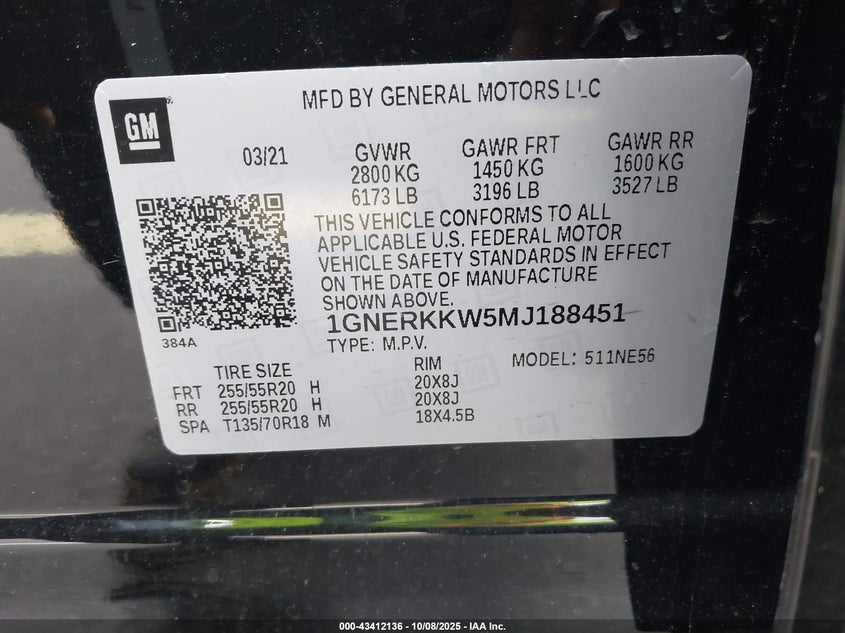 MFD BY GENERAL MOTORS LLC
GM
03/21
GVWR GAWR FRT GAWR RR
2800 KG 1450 KG 1600 KG
6173 LB 3196 LB 3527 LB
THIS VEHICLE CONFORMS TO ALL
APPLICABLE U.S. FEDERAL MOTOR
VEHICLE SAFETY STANDARDS IN EFFECT
ON THE DATE OF MANUFACTURE
SHOWN ABOVE.
1GNERKKW5MJ188451
384A
TYPE: M.P.V.
TIRE SIZE RIM MODEL: 511NE56
FRT 255/55R20 H 20X8J
RR 255/55R20 H 20X8J
SPA T135/70R18 M 18X4.5B
000-43412136 - 10/08/2025 - IAA Inc.